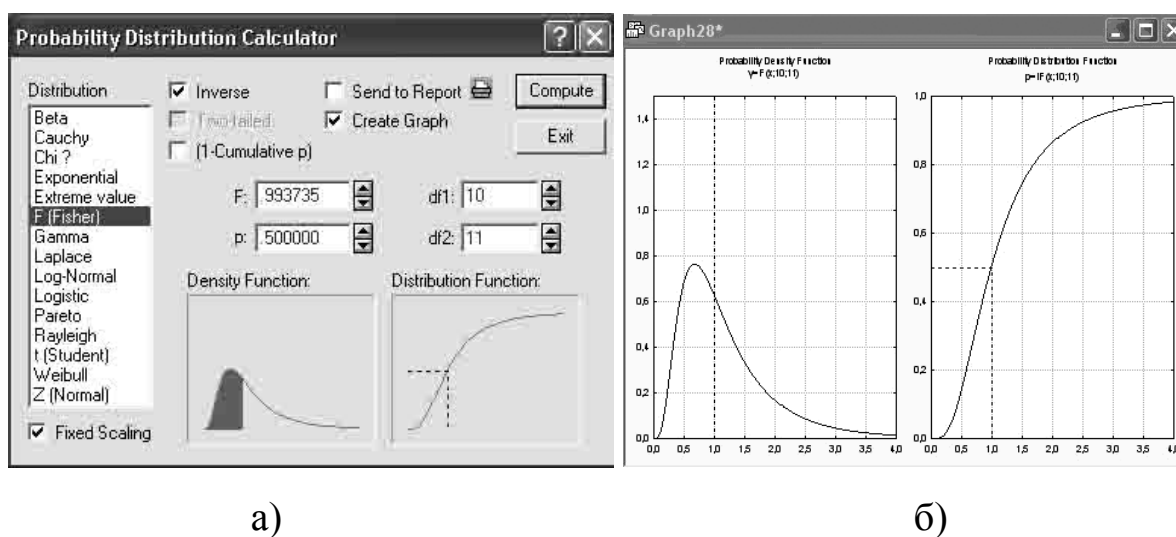 Probability Distribution Calculator
Distribution
Beta
Cauchy
Chi ?
Exponential
Extreme value
F (Fisher)
Gamma
Laplace
Log-Normal
Logistic
Pareto
Rayleigh
t (Student)
Weibull
Z (Normal)
Fixed Scaling
Inverse
Two-tailed
(1-Cumulative p)
Send to Report
Create Graph
Compute
Exit
F: .993735
df1: 10
p: .500000
df2: 11
Density Function:
Distribution Function:
а)
Graph28*
Probability Density Function
y=F(x;10;11)
1,4
1,2
1,0
0,8
0,6
0,4
0,2
0,0
0,0 0,5 1,0 1,5 2,0 2,5 3,0 3,5 4,0
Probability Distribution Function
p=iF(x;10;11)
1,0
0,8
0,6
0,4
0,2
0,0
0,0 0,5 1,0 1,5 2,0 2,5 3,0 3,5 4,0
б)